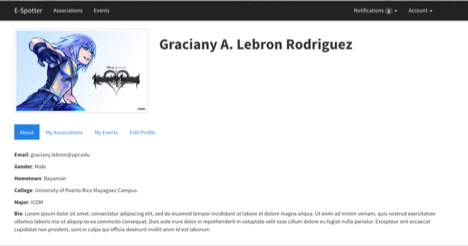 E-Spotter Associations Events Notifications 3 Account
Graciany A. Lebron Rodriguez
About My Associations My Events Edit Profile
Email: graciany.lebron@upr.edu
Gender: Male
Hometown: Bayamón
College: University of Puerto Rico Mayagüez Campus
Major: ICOM
Bio: Lorem ipsum dolor sit amet, consectetur adipiscing elit, sed do eiusmod tempor incididunt ut labore et dolore magna aliqua. Ut enim ad minim veniam, quis nostrud exercitation
ullamco laboris nisi ut aliquip ex ea commodo consequat. Duis aute irure dolor in reprehenderit in voluptate velit esse cillum dolore eu fugiat nulla pariatur. Excepteur sint occaecat
cupidatat non proident, sunt in culpa qui officia deserunt mollit anim id est laborum